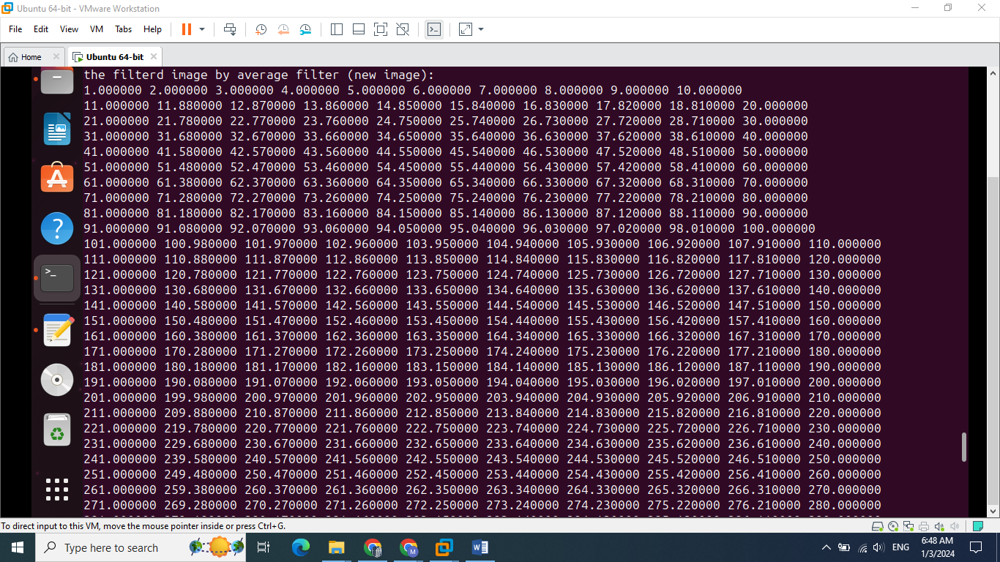 Ubuntu 64-bit - VMware Workstation
File Edit View VM Tabs Help
Home Ubuntu 64-bit
the filterd image by average filter (new image):
1.000000 2.000000 3.000000 4.000000 5.000000 6.000000 7.000000 8.000000 9.000000 10.000000
11.000000 11.880000 12.870000 13.860000 14.850000 15.840000 16.830000 17.820000 18.810000 20.000000
21.000000 21.780000 22.770000 23.760000 24.750000 25.740000 26.730000 27.720000 28.710000 30.000000
31.000000 31.680000 32.670000 33.660000 34.650000 35.640000 36.630000 37.620000 38.610000 40.000000
41.000000 41.580000 42.570000 43.560000 44.550000 45.540000 46.530000 47.520000 48.510000 50.000000
51.000000 51.480000 52.470000 53.460000 54.450000 55.440000 56.430000 57.420000 58.410000 60.000000
61.000000 61.380000 62.370000 63.360000 64.350000 65.340000 66.330000 67.320000 68.310000 70.000000
71.000000 71.280000 72.270000 73.260000 74.250000 75.240000 76.230000 77.220000 78.210000 80.000000
81.000000 81.180000 82.170000 83.160000 84.150000 85.140000 86.130000 87.120000 88.110000 90.000000
91.000000 91.080000 92.070000 93.060000 94.050000 95.040000 96.030000 97.020000 98.010000 100.000000
101.000000 100.980000 101.970000 102.960000 103.950000 104.940000 105.930000 106.920000 107.910000 110.000000
111.000000 110.880000 111.870000 112.860000 113.850000 114.840000 115.830000 116.820000 117.810000 120.000000
121.000000 120.780000 121.770000 122.760000 123.750000 124.740000 125.730000 126.720000 127.710000 130.000000
131.000000 130.680000 131.670000 132.660000 133.650000 134.640000 135.630000 136.620000 137.610000 140.000000
141.000000 140.580000 141.570000 142.560000 143.550000 144.540000 145.530000 146.520000 147.510000 150.000000
151.000000 150.480000 151.470000 152.460000 153.450000 154.440000 155.430000 156.420000 157.410000 160.000000
161.000000 160.380000 161.370000 162.360000 163.350000 164.340000 165.330000 166.320000 167.310000 170.000000
171.000000 170.280000 171.270000 172.260000 173.250000 174.240000 175.230000 176.220000 177.210000 180.000000
181.000000 180.180000 181.170000 182.160000 183.150000 184.140000 185.130000 186.120000 187.110000 190.000000
191.000000 190.080000 191.070000 192.060000 193.050000 194.040000 195.030000 196.020000 197.010000 200.000000
201.000000 199.980000 200.970000 201.960000 202.950000 203.940000 204.930000 205.920000 206.910000 210.000000
211.000000 209.880000 210.870000 211.860000 212.850000 213.840000 214.830000 215.820000 216.810000 220.000000
221.000000 219.780000 220.770000 221.760000 222.750000 223.740000 224.730000 225.720000 226.710000 230.000000
231.000000 229.680000 230.670000 231.660000 232.650000 233.640000 234.630000 235.620000 236.610000 240.000000
241.000000 239.580000 240.570000 241.560000 242.550000 243.540000 244.530000 245.520000 246.510000 250.000000
251.000000 249.480000 250.470000 251.460000 252.450000 253.440000 254.430000 255.420000 256.410000 260.000000
261.000000 259.380000 260.370000 261.360000 262.350000 263.340000 264.330000 265.320000 266.310000 270.000000
271.000000 269.280000 270.270000 271.260000 272.250000 273.240000 274.230000 275.220000 276.210000 280.000000
To direct input to this VM, move the mouse pointer inside or press Ctrl+G.
Type here to search
ENG
6:48 AM
1/3/2024